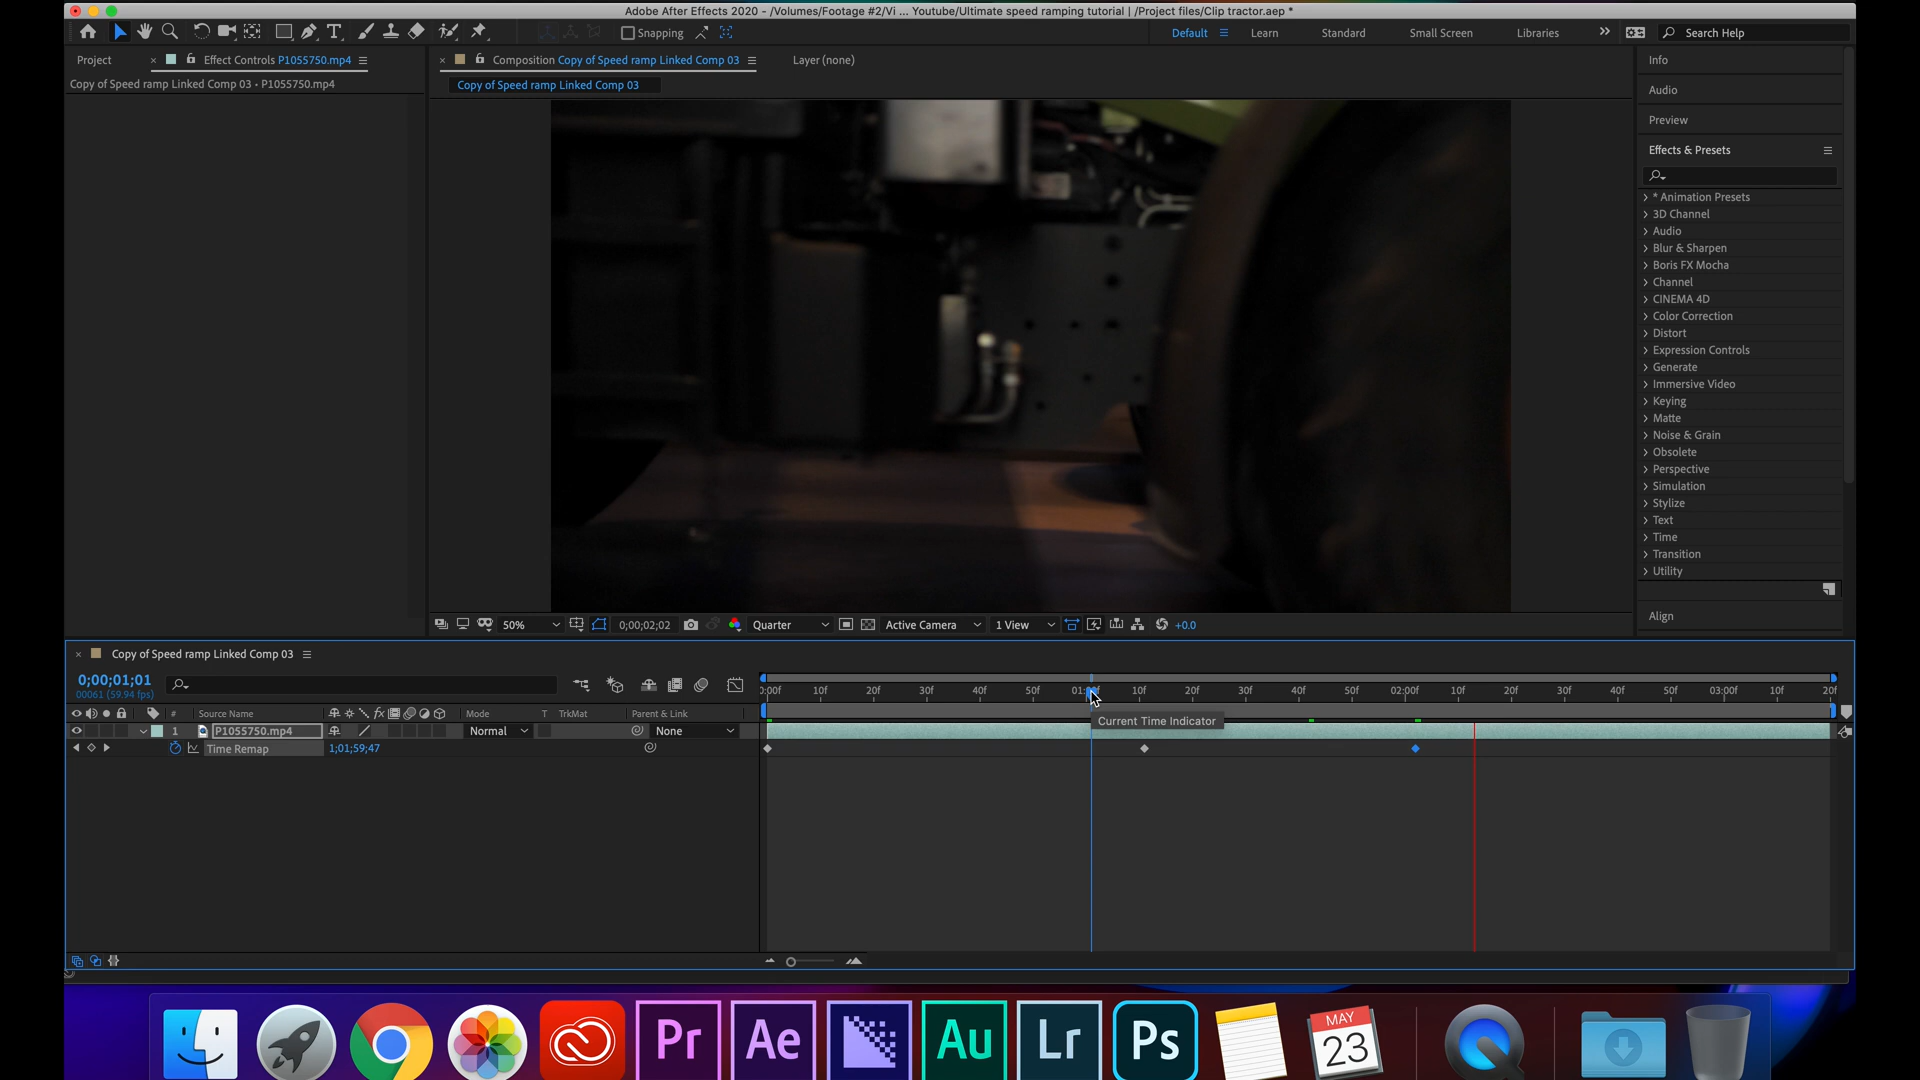 Adobe After Effects 2020 - /Volumes/Footage #2/Vi ... Youtube/Ultimate speed ramping tutorial | /Project files/Clip tractor.aep *
Snapping
Default
Learn
Standard
Small Screen
Libraries
Search Help
Project
Effect Controls P1055750.mp4
Composition Copy of Speed ramp Linked Comp 03
Layer (none)
Copy of Speed ramp Linked Comp 03 • P1055750.mp4
Copy of Speed ramp Linked Comp 03
Info
Audio
Preview
Effects & Presets
* Animation Presets
3D Channel
Audio
Blur & Sharpen
Boris FX Mocha
Channel
CINEMA 4D
Color Correction
Distort
Expression Controls
Generate
Immersive Video
Keying
Matte
Noise & Grain
Obsolete
Perspective
Simulation
Stylize
Text
Time
Transition
Utility
Align
50%
0;00;02;02
Quarter
Active Camera
1 View
+0.0
Copy of Speed ramp Linked Comp 03
0;00;01;01
00061 (59.94 fps)
10f 20f 30f 40f 50f
10f 20f 30f 40f 50f 02:00f 10f 20f 30f 40f 50f 03:00f 10f 20f
# Source Name
Mode
T TrkMat
Parent & Link
Current Time Indicator
1 P1055750.mp4
Normal
None
Time Remap
1;01;59;47
Pr
Ae
Au
Lr
Ps
MAY
23